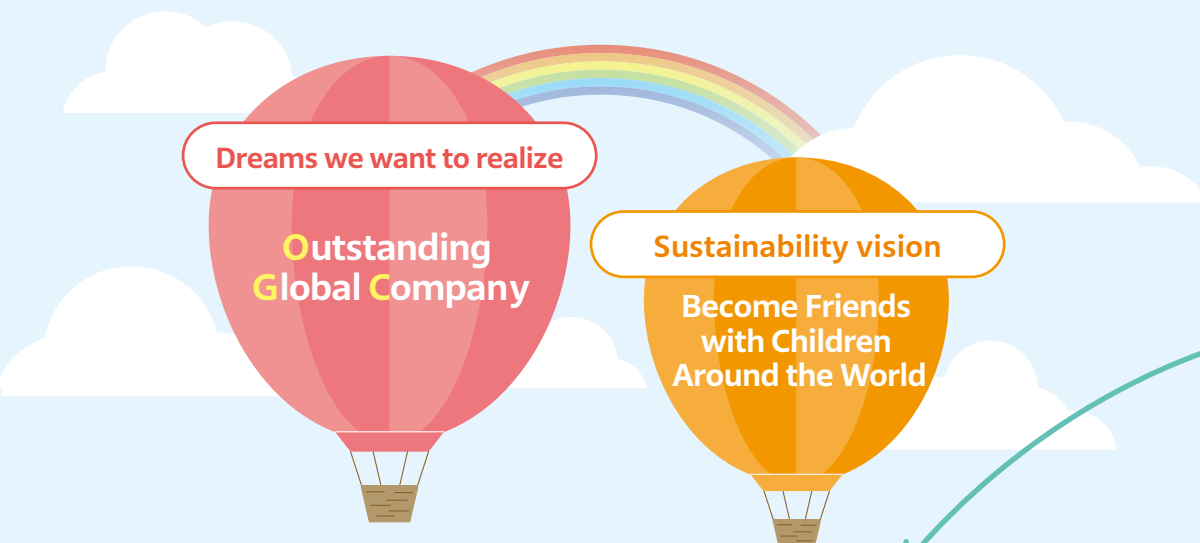 Dreams we want to realize
Outstanding
Global Company
Sustainability vision
Become Friends
with Children
Around the World